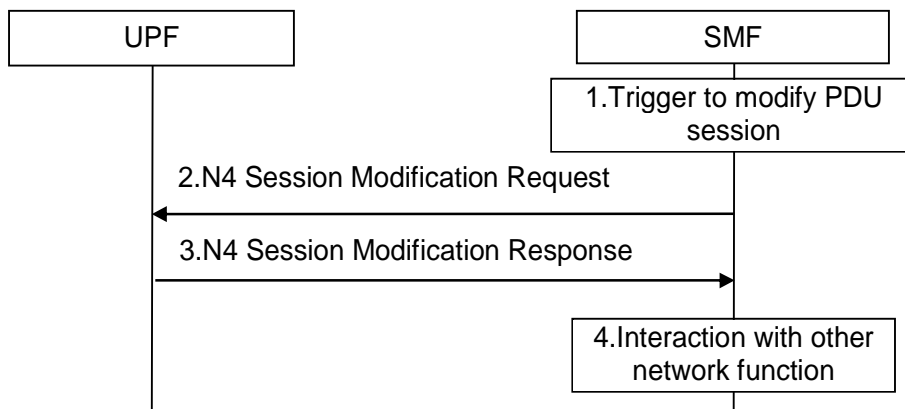 UPF
SMF
1.Trigger to modify PDU
session
2.N4 Session Modification Request
3.N4 Session Modification Response
4.Interaction with other
network function